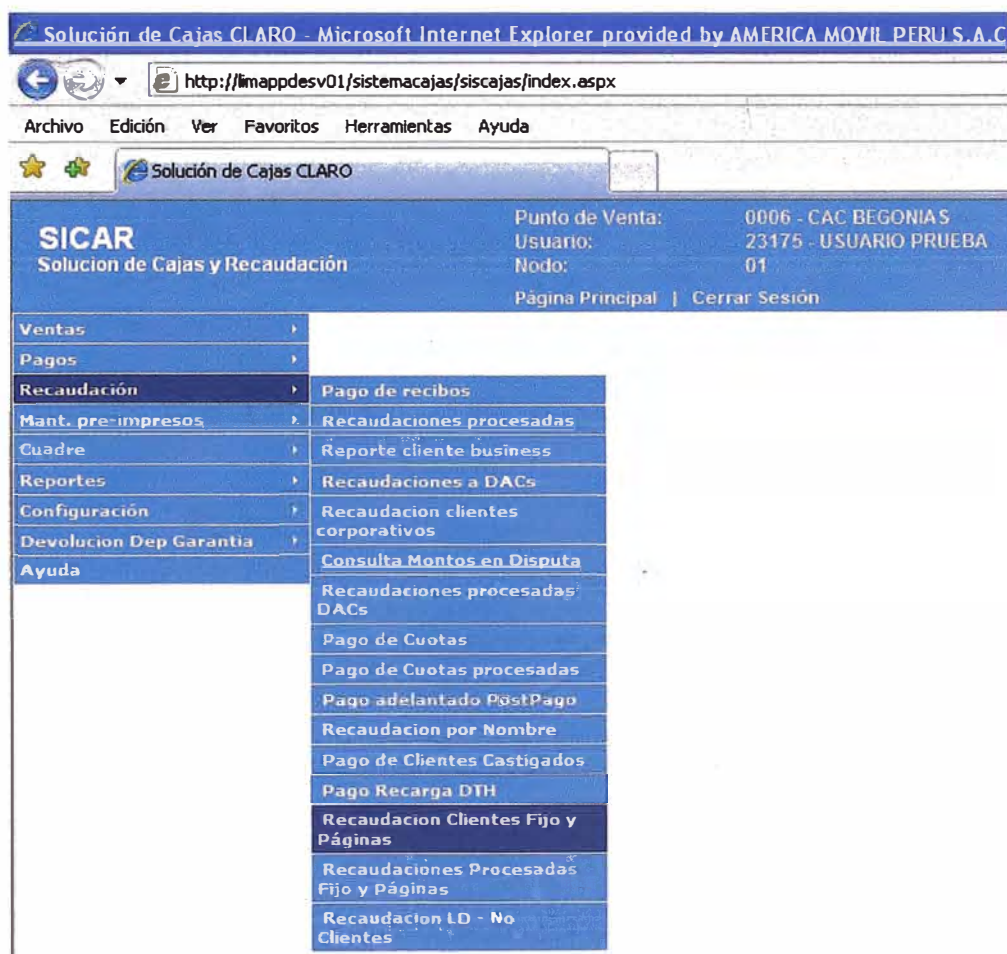 Solución de Cajas CLARO - Microsoft Internet Explorer provided by AMERICA MOVIL PERU S.A.C
http://limappdesv01/sistemacajas/siscajas/index.aspx
Archivo Edición Ver Favoritos Herramientas Ayuda
Solución de Cajas CLARO
SICAR
Solucion de Cajas y Recaudación
Punto de Venta: 0006 - CAC BEGONIAS
Usuario: 23175 - USUARIO PRUEBA
Nodo: 01
Página Principal | Cerrar Sesión
Ventas
Pagos
Recaudación
Mant. pre-impresos
Cuadre
Reportes
Configuración
Devolucion Dep Garantia
Ayuda
Pago de recibos
Recaudaciones procesadas
Reporte cliente business
Recaudaciones a DACs
Recaudacion clientes
corporativos
Consulta Montos en Disputa
Recaudaciones procesadas
DACs
Pago de Cuotas
Pago de Cuotas procesadas
Pago adelantado PostPago
Recaudacion por Nombre
Pago de Clientes Castigados
Pago Recarga DTH
Recaudacion Clientes Fijo y
Páginas
Recaudaciones Procesadas
Fijo y Páginas
Recaudacion LD - No
Clientes